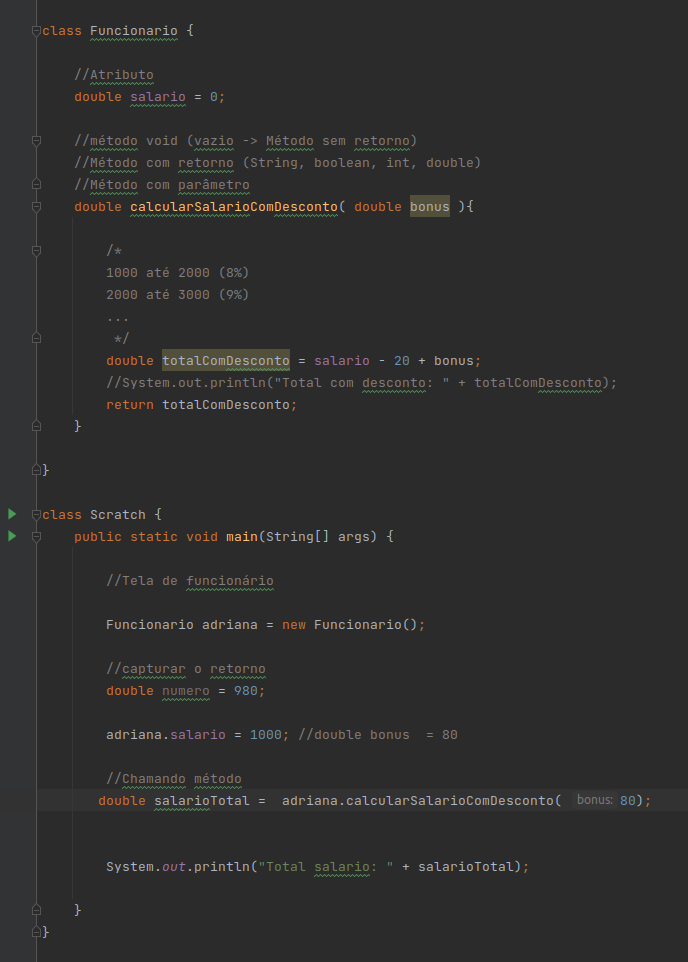 class Funcionario {
//Atributo
double salario = 0;
//método void (vazio -> Método sem retorno)
//Método com retorno (String, boolean, int, double)
//Método com parâmetro
double calcularSalarioComDesconto( double bonus ){
/*
1000 até 2000 (8%)
2000 até 3000 (9%)
...
*/
double totalComDesconto = salario - 20 + bonus;
//System.out.println("Total com desconto: " + totalComDesconto);
return totalComDesconto;
}
}
class Scratch {
public static void main(String[] args) {
//Tela de funcionário
Funcionario adriana = new Funcionario();
//capturar o retorno
double numero = 980;
adriana.salario = 1000; //double bonus  = 80
//Chamando método
double salarioTotal =  adriana.calcularSalarioComDesconto( bonus: 80);
System.out.println("Total salario: " + salarioTotal);
}
}